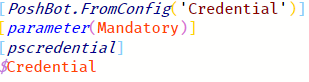 [PoshBot.FromConfig('Credential')]
[parameter(Mandatory)]
[pscredential]
$Credential